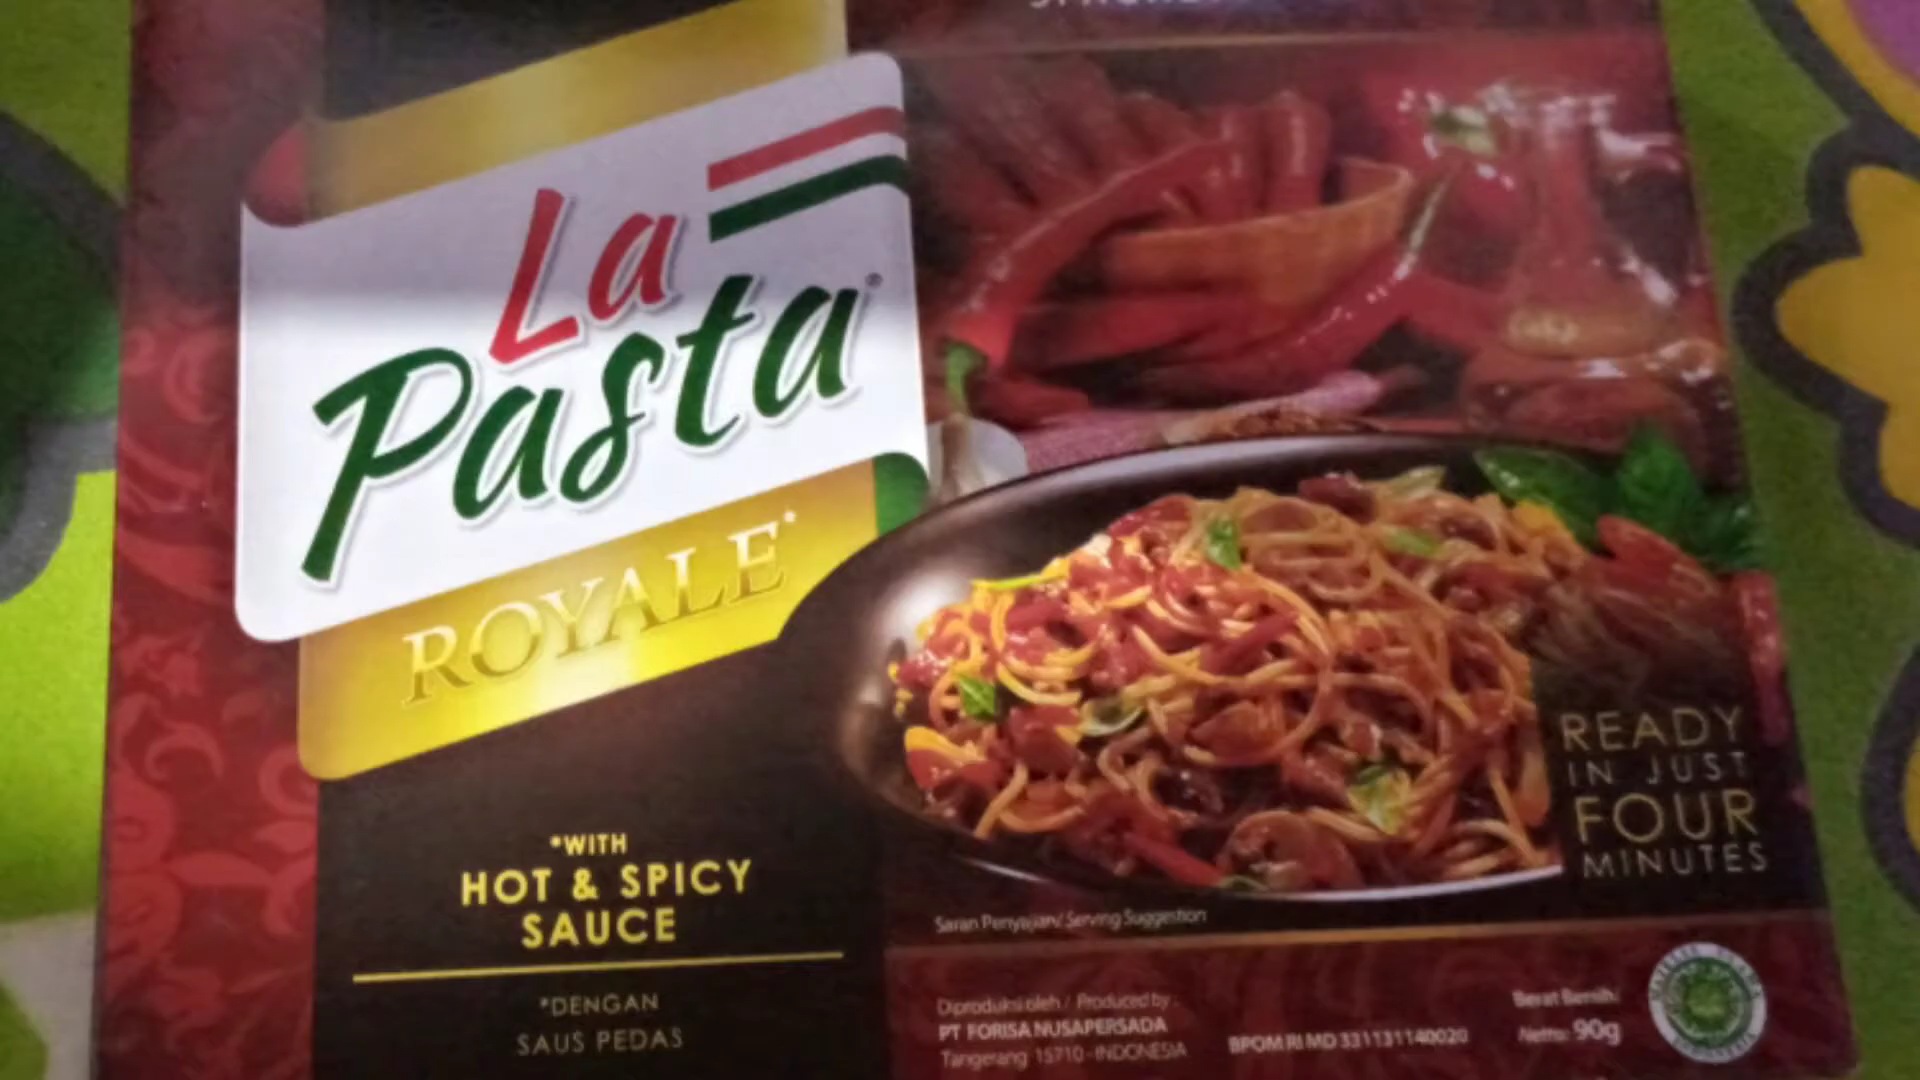 La
Pasta
ROYALE*
*WITH
HOT & SPICY
SAUCE
*DENGAN
SAUS PEDAS
READY
IN JUST
FOUR
MINUTES
Saran Penyajian/ Serving Suggestion
Diproduksi oleh / Produced by :
PT FORISA NUSAPERSADA
Tangerang 15710 - INDONESIA
BPOM RI MD 331131140020
Berat Bersih/
Netto: 90g